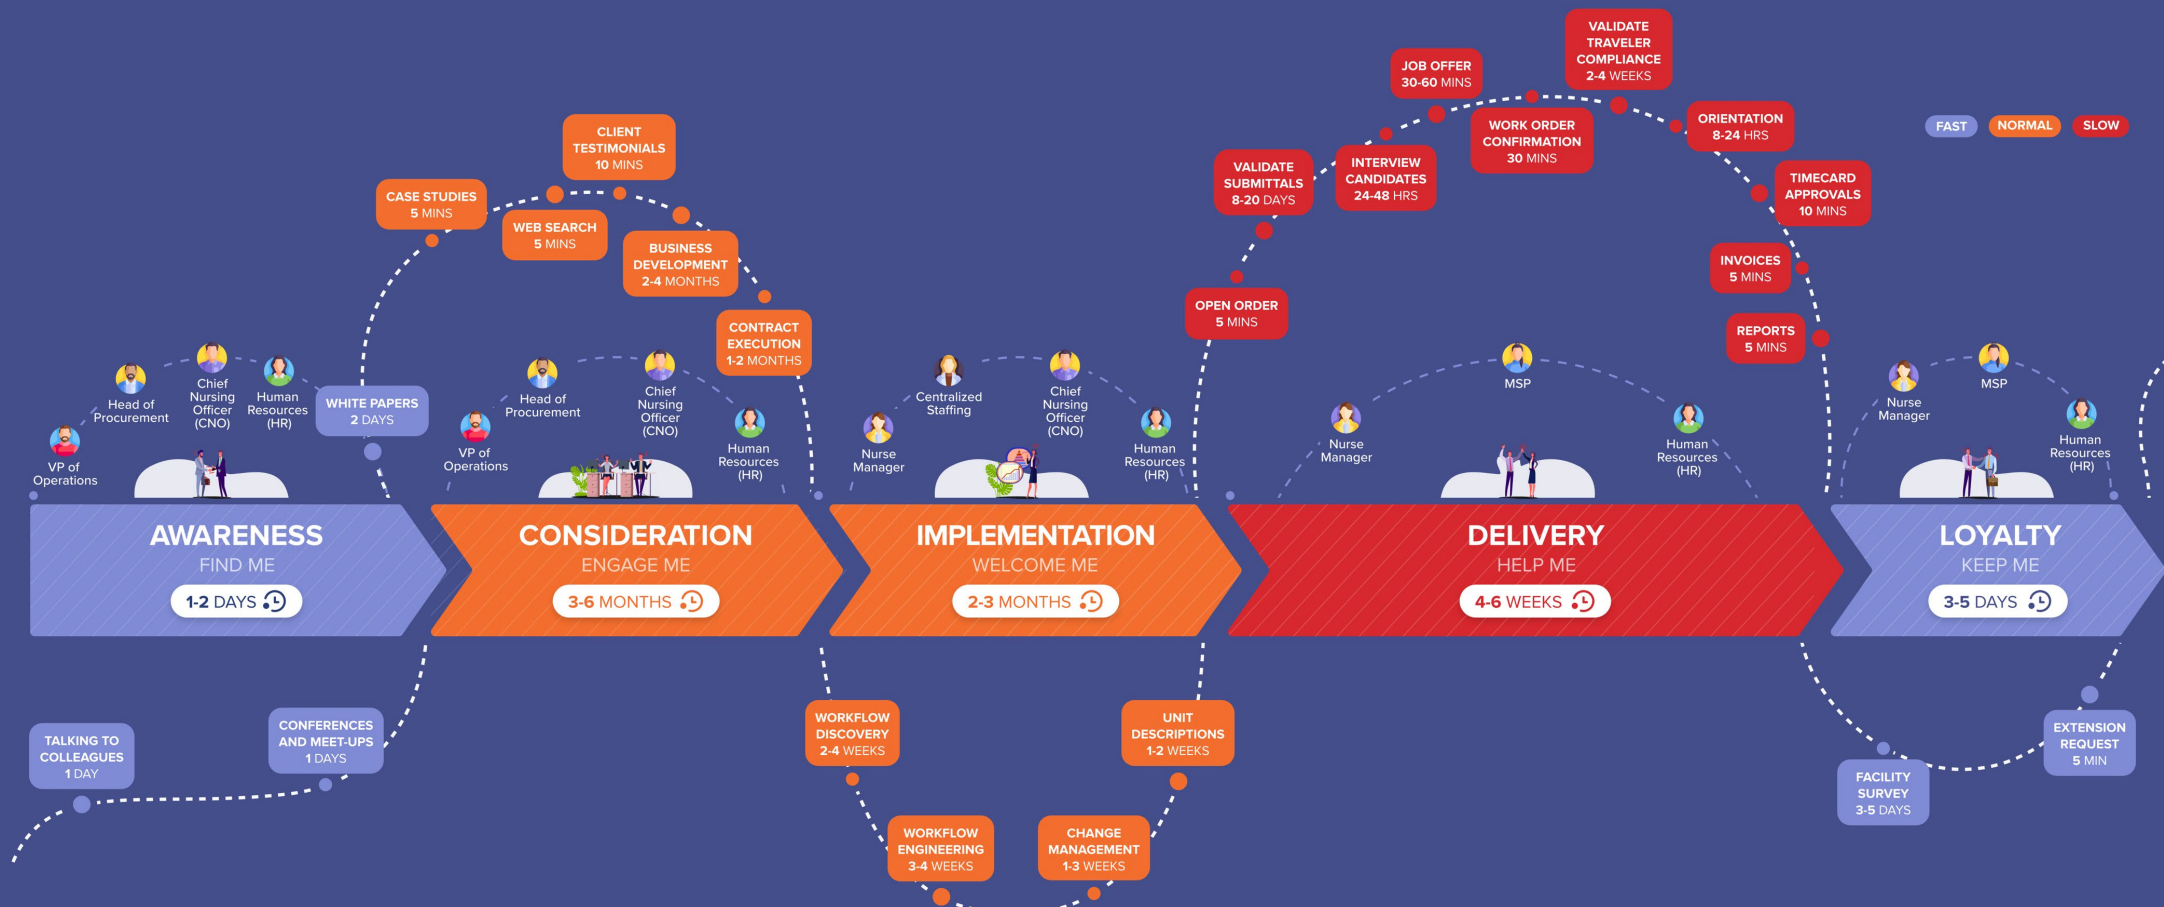 VALIDATE
TRAVELER
COMPLIANCE
2-4 WEEKS
JOB OFFER
30-60 MINS
WORK ORDER
CONFIRMATION
30 MINS
ORIENTATION
8-24 HRS
FAST
NORMAL
SLOW
CLIENT
TESTIMONIALS
10 MINS
CASE STUDIES
5 MINS
WEB SEARCH
5 MINS
BUSINESS
DEVELOPMENT
2-4 MONTHS
CONTRACT
EXECUTION
1-2 MONTHS
VALIDATE
SUBMITTALS
8-20 DAYS
INTERVIEW
CANDIDATES
24-48 HRS
TIMECARD
APPROVALS
10 MINS
OPEN ORDER
5 MINS
INVOICES
5 MINS
REPORTS
5 MINS
VP of
Operations
Head of
Procurement
Chief
Nursing
Officer
(CNO)
Human
Resources
(HR)
WHITE PAPERS
2 DAYS
VP of
Operations
Head of
Procurement
Chief
Nursing
Officer
(CNO)
Human
Resources
(HR)
Nurse
Manager
Centralized
Staffing
Chief
Nursing
Officer
(CNO)
Human
Resources
(HR)
Nurse
Manager
MSP
Human
Resources
(HR)
Nurse
Manager
MSP
Human
Resources
(HR)
AWARENESS
FIND ME
1-2 DAYS
CONSIDERATION
ENGAGE ME
3-6 MONTHS
IMPLEMENTATION
WELCOME ME
2-3 MONTHS
DELIVERY
HELP ME
4-6 WEEKS
LOYALTY
KEEP ME
3-5 DAYS
TALKING TO
COLLEAGUES
1 DAY
CONFERENCES
AND MEET-UPS
1 DAYS
WORKFLOW
DISCOVERY
2-4 WEEKS
WORKFLOW
ENGINEERING
3-4 WEEKS
CHANGE
MANAGEMENT
1-3 WEEKS
UNIT
DESCRIPTIONS
1-2 WEEKS
FACILITY
SURVEY
3-5 DAYS
EXTENSION
REQUEST
5 MIN